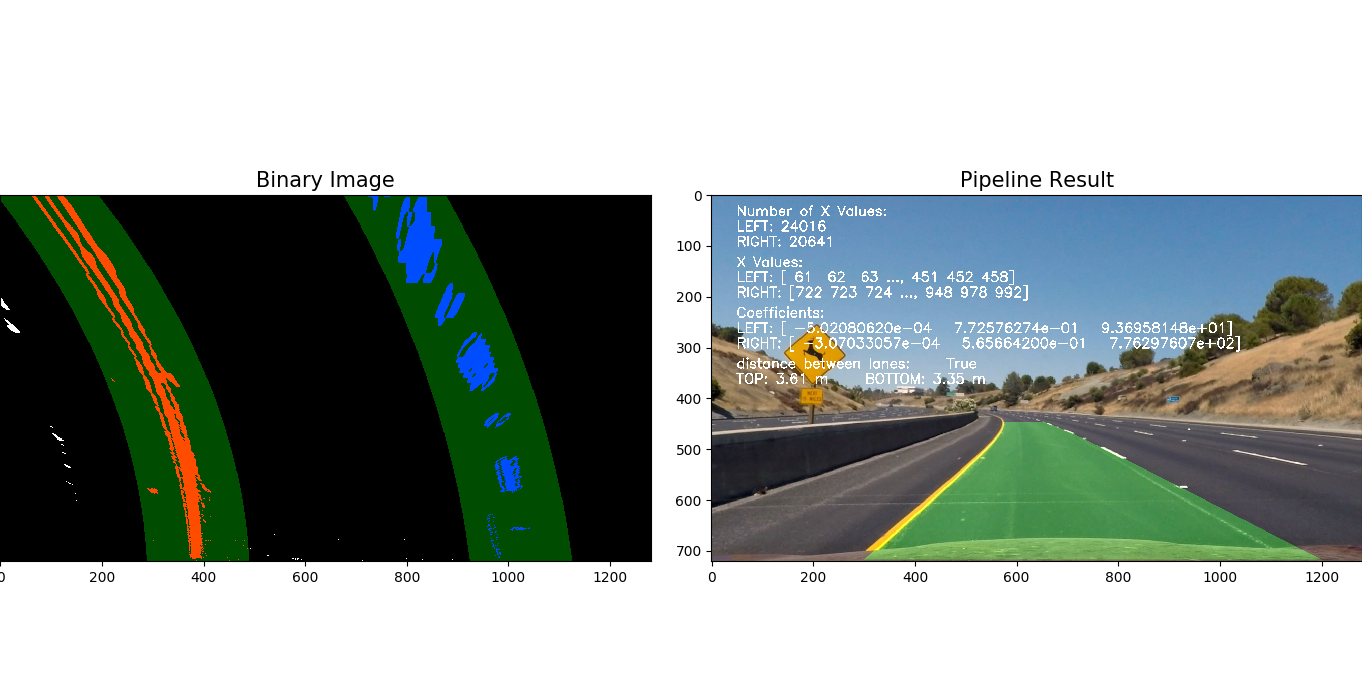 Binary Image
0 200 400 600 800 1000 1200
Pipeline Result
0
100
200
300
400
500
600
700
0 200 400 600 800 1000 1200
Number of X Values:
LEFT: 24016
RIGHT: 20641
X Values:
LEFT: [ 61 62 63 ..., 451 452 458]
RIGHT: [722 723 724 ..., 948 978 992]
Coefficients:
LEFT: [ −5.02080620e−04 7.72576274e−01 9.36958148e+01]
RIGHT: [ −3.07033057e−04 5.65664200e−01 7.76297607e+02]
distance between lanes: True
TOP: 3.61 m BOTTOM: 3.35 m